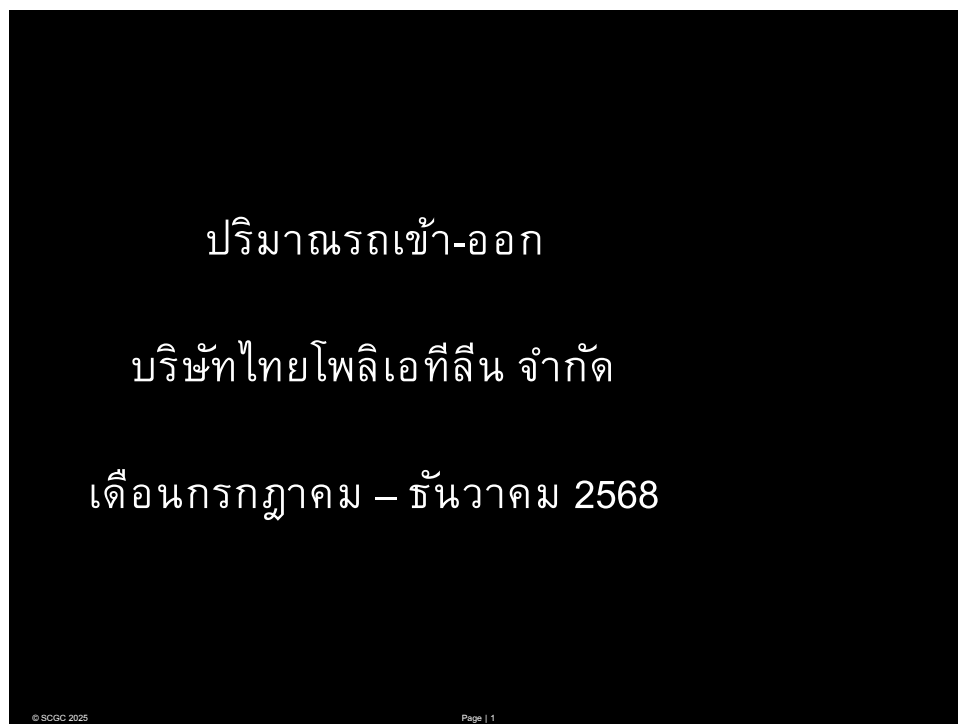 ปริมาณรถเข้า-ออก
บริษัทไทยโพลิเอทีลีน จำกัด
เดือนกรกฎาคม – ธันวาคม 2568
© SCGC 2025
Page | 1